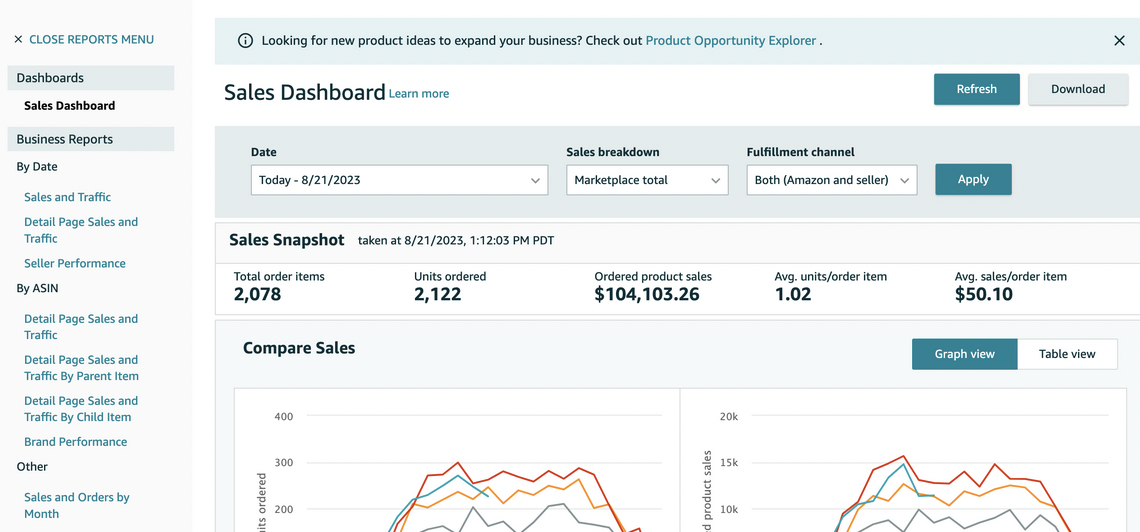 ✕ CLOSE REPORTS MENU
Dashboards
Sales Dashboard
Business Reports
By Date
Sales and Traffic
Detail Page Sales and
Traffic
Seller Performance
By ASIN
Detail Page Sales and
Traffic
Detail Page Sales and
Traffic By Parent Item
Detail Page Sales and
Traffic By Child Item
Brand Performance
Other
Sales and Orders by
Month
Looking for new product ideas to expand your business? Check out Product Opportunity Explorer .
Sales Dashboard Learn more
Refresh Download
Date Sales breakdown Fulfillment channel
Today - 8/21/2023 Marketplace total Both (Amazon and seller) Apply
Sales Snapshot taken at 8/21/2023, 1:12:03 PM PDT
Total order items Units ordered Ordered product sales Avg. units/order item Avg. sales/order item
2,078 2,122 $104,103.26 1.02 $50.10
Compare Sales
Graph view Table view
400
300
200
its ordered
20k
15k
10k
d product sales